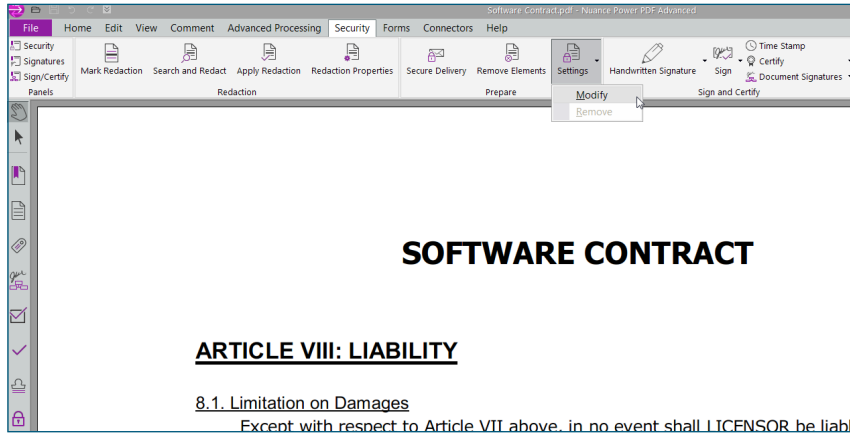 Software Contract.pdf - Nuance Power PDF Advanced
File Home Edit View Comment Advanced Processing Security Forms Connectors Help
Security
Signatures
Sign/Certify
Panels
Mark Redaction Search and Redact Apply Redaction Redaction Properties
Redaction
Secure Delivery Remove Elements Settings
Prepare
Handwritten Signature Sign
Time Stamp
Certify
Document Signatures
Sign and Certify
Modify
Remove
SOFTWARE CONTRACT
ARTICLE VIII: LIABILITY
8.1. Limitation on Damages
Except with respect to Article VII above, in no event shall LICENSOR be liabl